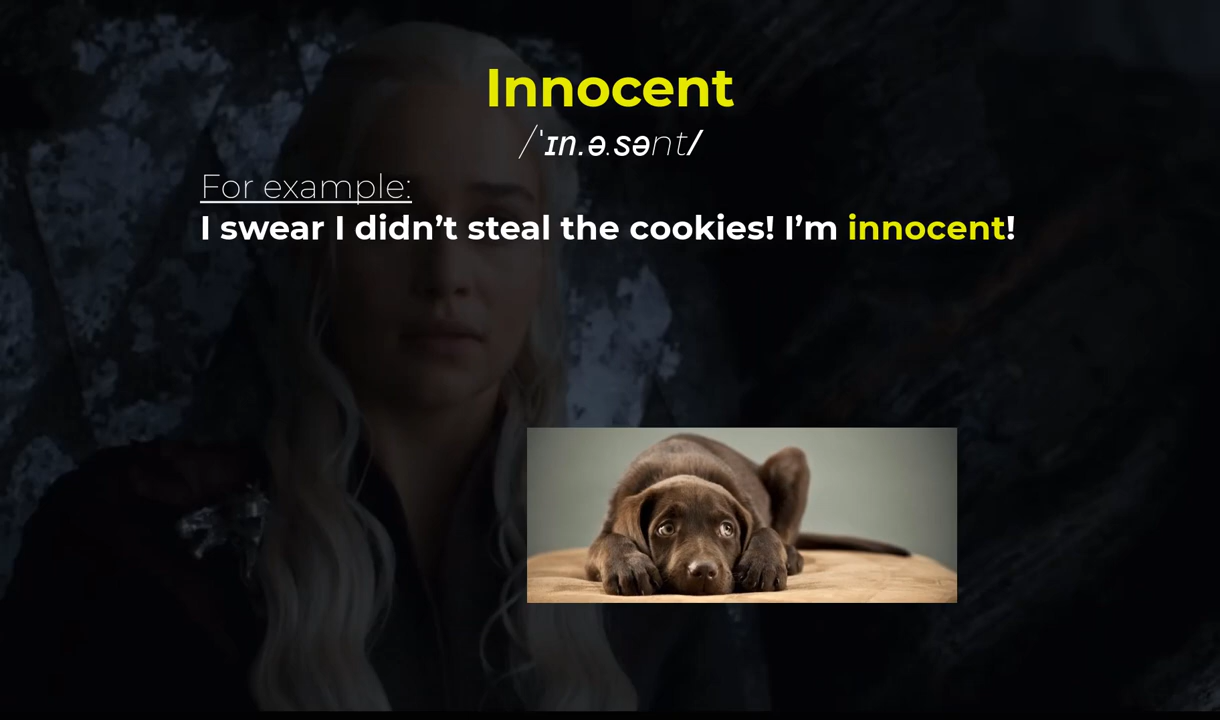 Innocent
/ˈɪn.ə.sənt/
For example:
I swear I didn’t steal the cookies! I’m innocent!